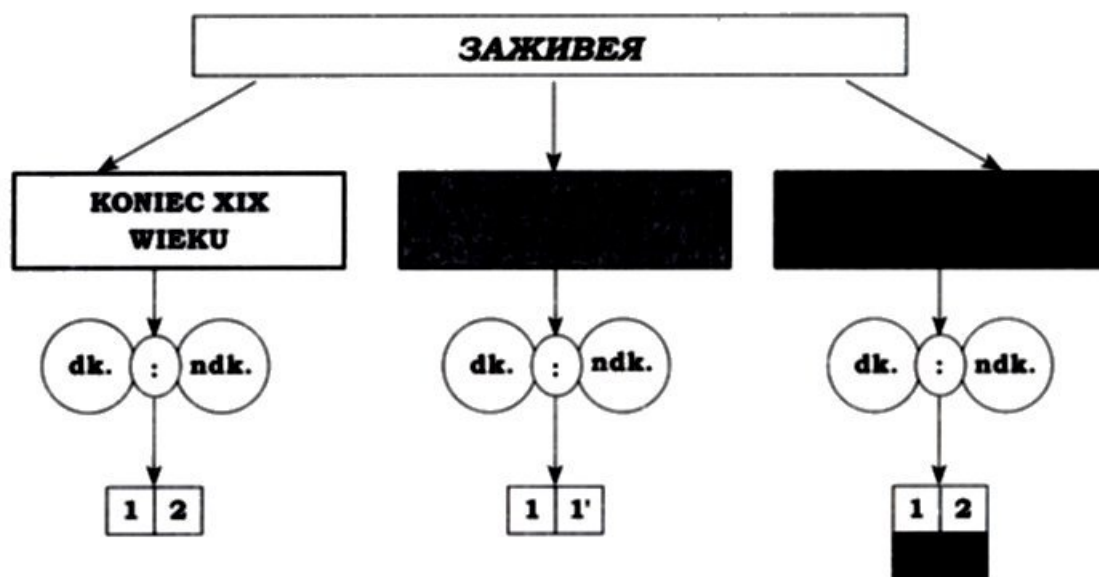 ЗАЖИВЕЯ
KONIEC XIX
WIEKU
dk. : ndk.
dk. : ndk.
dk. : ndk.
1 2
1 1'
1 2